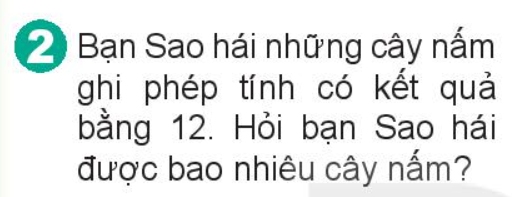 2 Bạn Sao hái những cây nấm
ghi phép tính có kết quả
bằng 12. Hỏi bạn Sao hái
được bao nhiêu cây nấm?